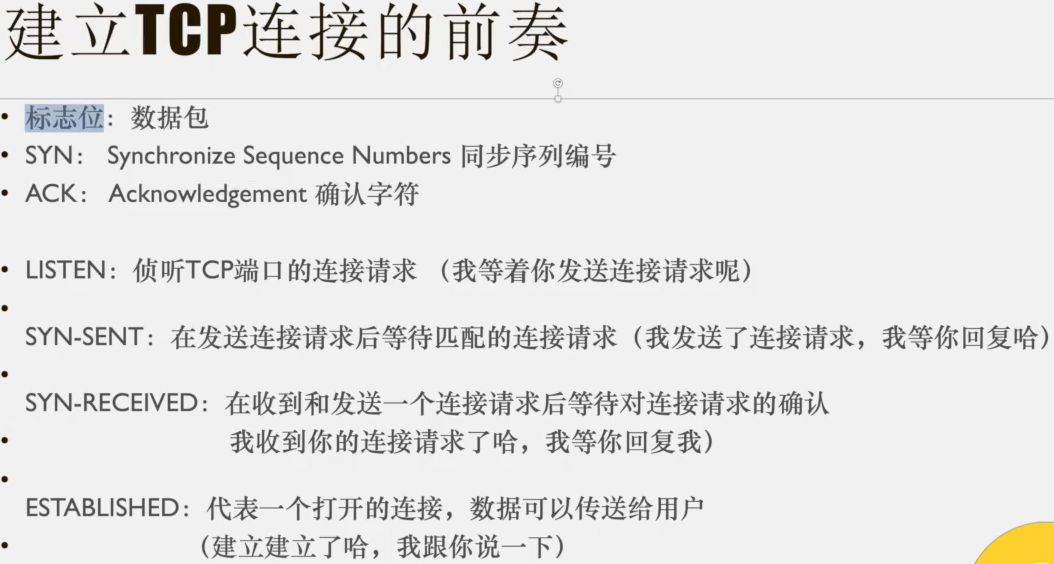 建立TCP连接的前奏
• 标志位：数据包
• SYN： Synchronize Sequence Numbers 同步序列编号
• ACK： Acknowledgement 确认字符
• LISTEN：侦听TCP端口的连接请求 （我等着你发送连接请求呢）
•
SYN-SENT：在发送连接请求后等待匹配的连接请求（我发送了连接请求，我等你回复哈）
•
SYN-RECEIVED：在收到和发送一个连接请求后等待对连接请求的确认
• 我收到你的连接请求了哈，我等你回复我）
•
ESTABLISHED：代表一个打开的连接，数据可以传送给用户
• （建立建立了哈，我跟你说一下）